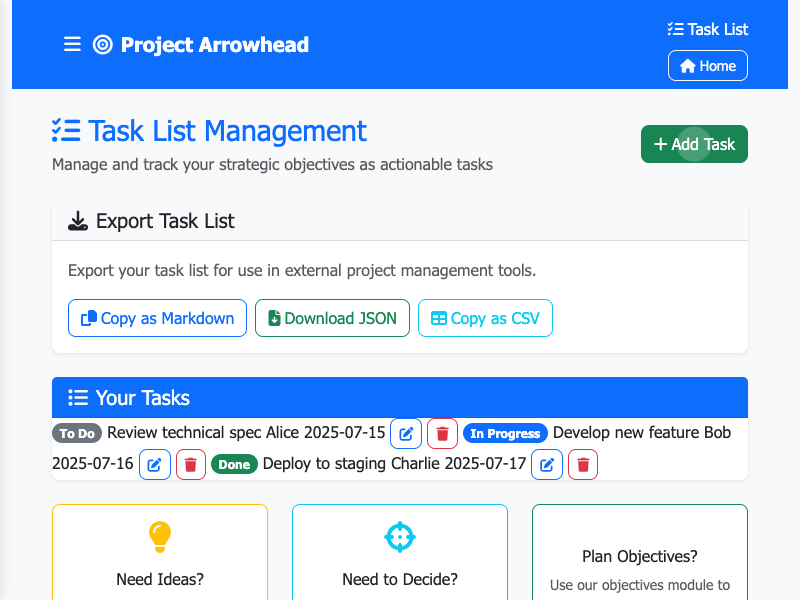 Project Arrowhead
Task List
Home
Task List Management
Manage and track your strategic objectives as actionable tasks
+ Add Task
Export Task List
Export your task list for use in external project management tools.
Copy as Markdown
Download JSON
Copy as CSV
Your Tasks
To Do Review technical spec Alice 2025-07-15 In Progress Develop new feature Bob
2025-07-16 Done Deploy to staging Charlie 2025-07-17
Need Ideas?
Need to Decide?
Plan Objectives?
Use our objectives module to